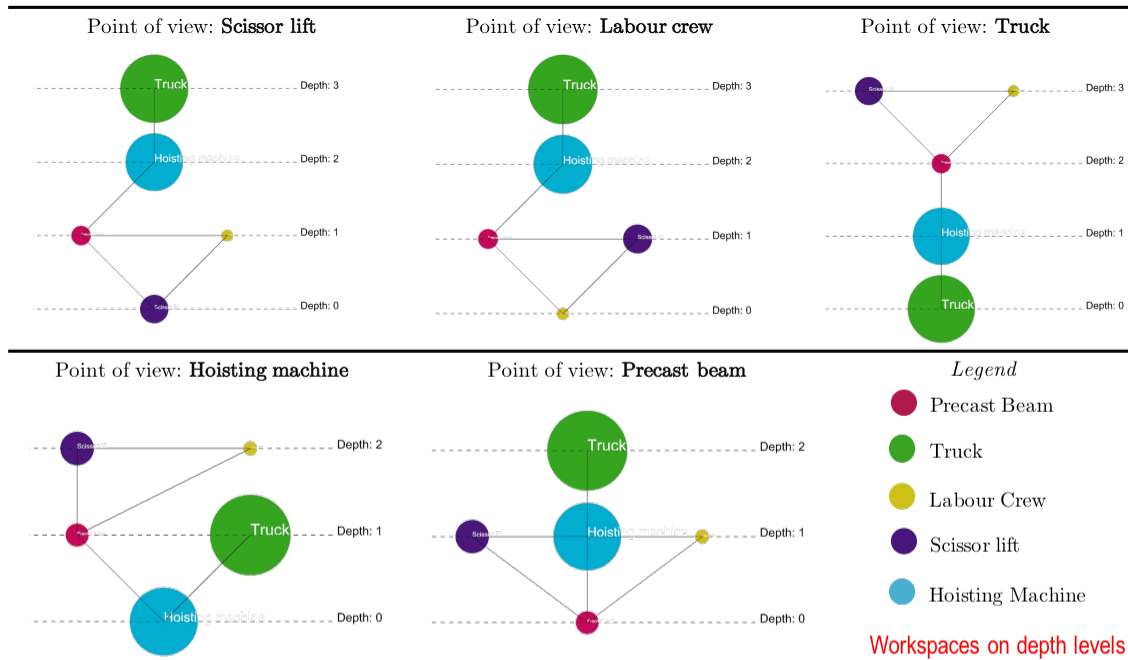 Point of view: Scissor lift
Truck
Depth: 3
Hoisting machine
Depth: 2
Depth: 1
Depth: 0
Point of view: Labour crew
Truck
Depth: 3
Hoisting machine
Depth: 2
Depth: 1
Depth: 0
Point of view: Truck
Depth: 3
Depth: 2
Hoisting machine
Depth: 1
Truck
Depth: 0
Point of view: Hoisting machine
Depth: 2
Truck
Depth: 1
Hoisting machine
Depth: 0
Point of view: Precast beam
Truck
Depth: 2
Hoisting machine
Depth: 1
Depth: 0
Legend
Precast Beam
Truck
Labour Crew
Scissor lift
Hoisting Machine
Workspaces on depth levels